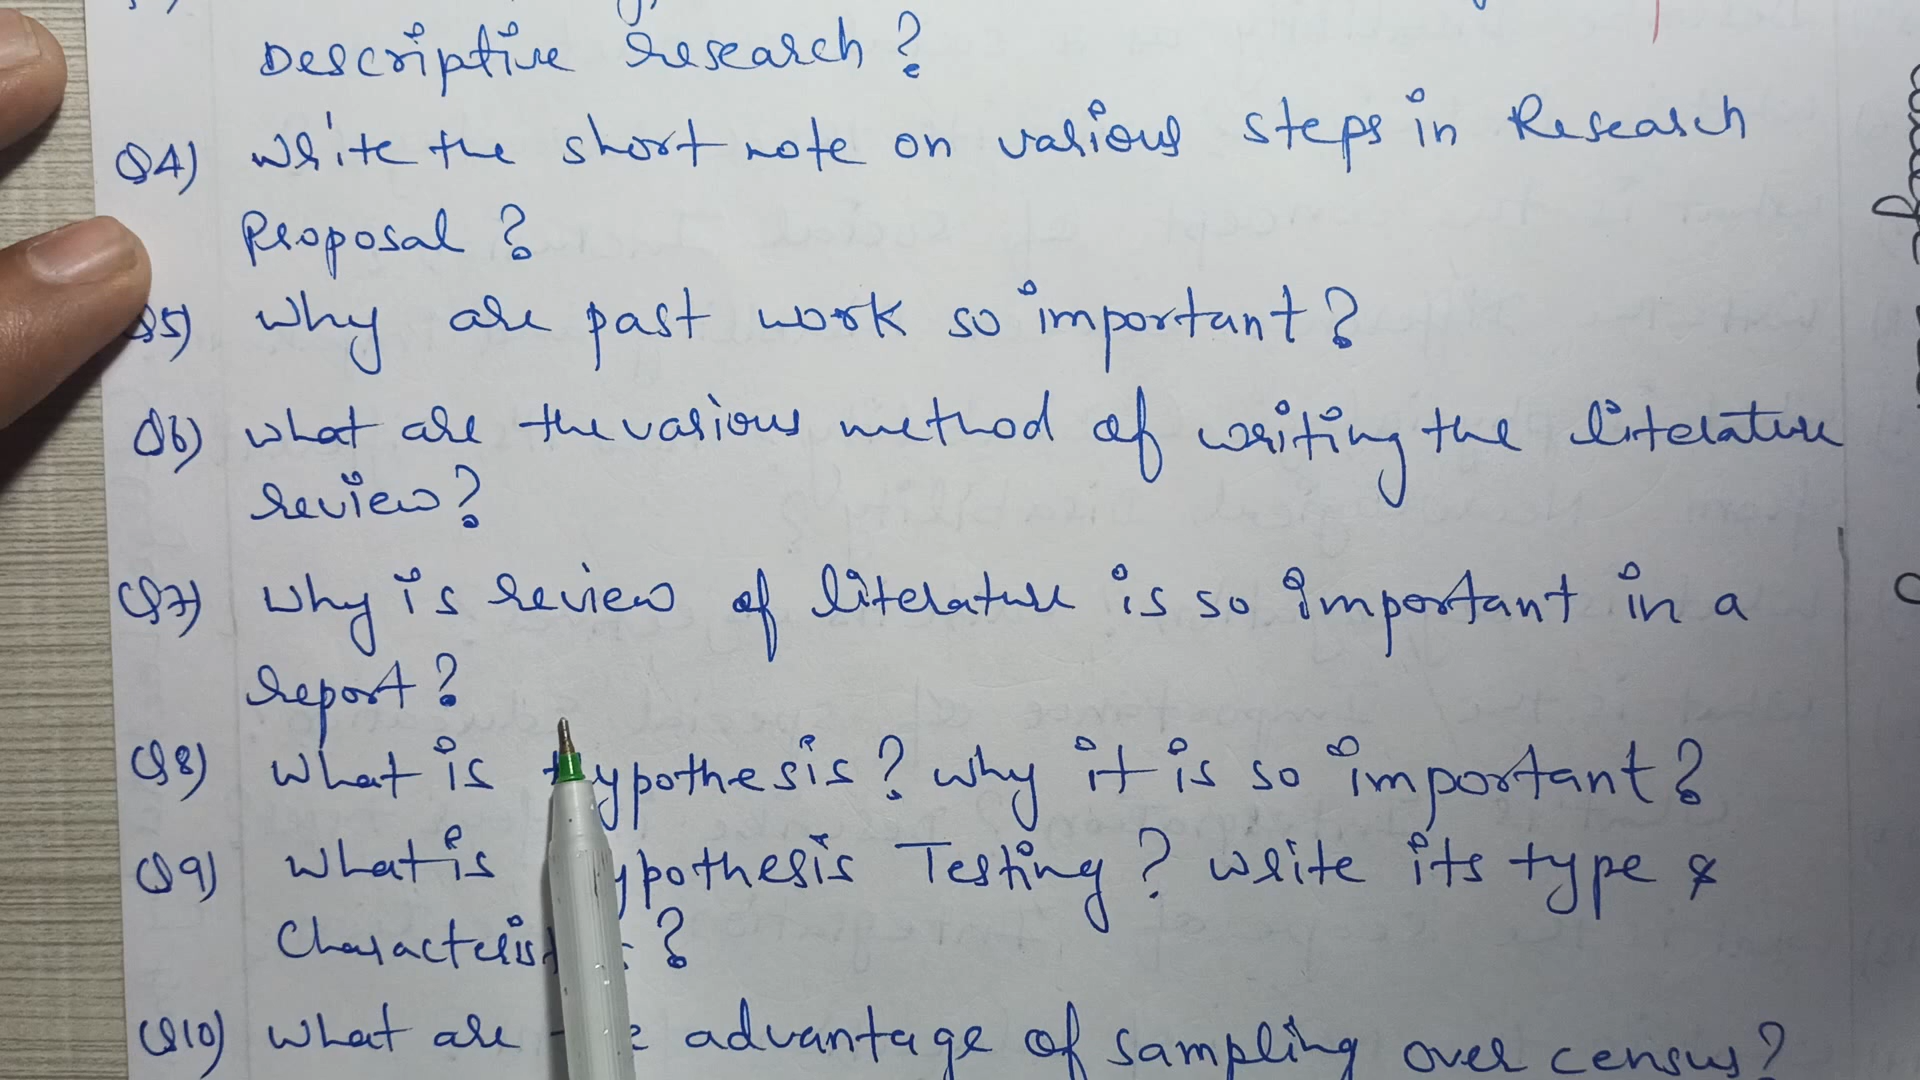 Descriptive research?
Q4) Write the short note on various steps in Research
Proposal?
Q5) Why are past work so important?
Q6) what are the various method of writing the literature
review?
Q7) Why is review of literature is so important in a
report?
Q8) What is Hypothesis? Why it is so important?
Q9) What is Hypothesis Testing? Write its type &
Characteristics?
Q10) What are the advantage of sampling over census?